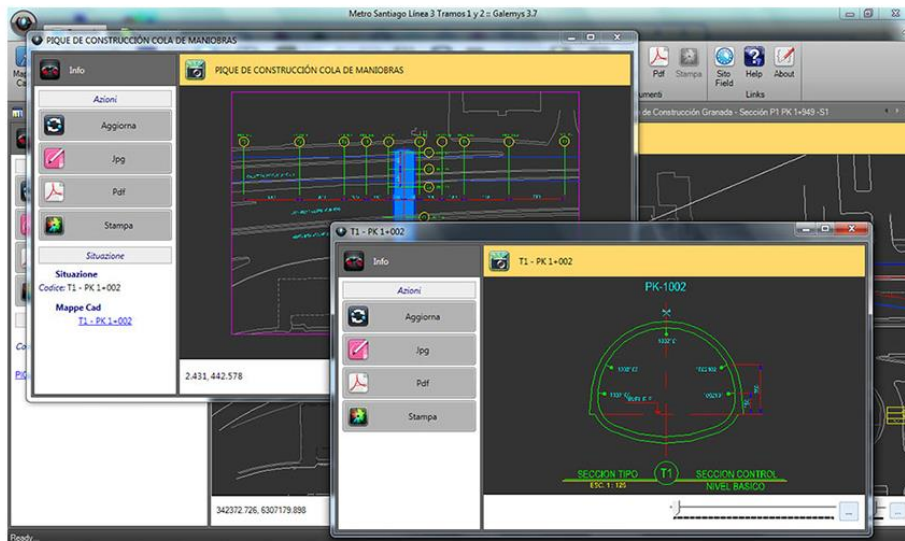 Metro Santiago Línea 3 Tramos 1 y 2 :: Galemys 3.7
PIQUE DE CONSTRUCCIÓN COLA DE MANIOBRAS
Info
PIQUE DE CONSTRUCCIÓN COLA DE MANIOBRAS
Azioni
Aggiorna
Jpg
Pdf
Stampa
Situazione
Situazione
Codice: T1 - PK 1+002
Mappe Cad
T1 - PK 1+002
2.431, 442.578
Pdf
Stampa
Sito
Field
Help
About
Links
de Construcción Granada - Sección P1 PK 1+949 -S1
T1 - PK 1+002
Info
T1 - PK 1+002
Azioni
Aggiorna
Jpg
Pdf
Stampa
PK-1002
SECCION TIPO
T1
SECCION CONTROL
ESC. 1 : 125
NIVEL BASICO
...
342372.726, 6307179.898
...
Ready...